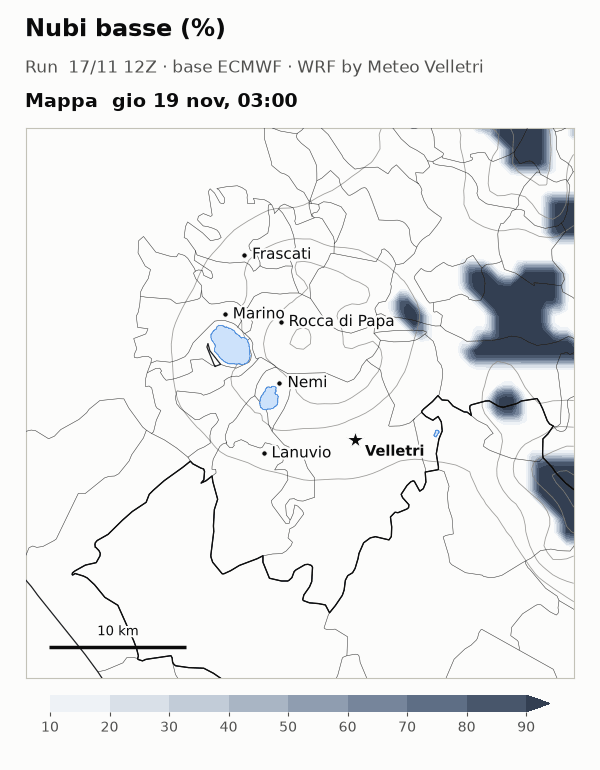 Nubi basse (%)
Run  17/11 12Z · base ECMWF · WRF by Meteo Velletri
Mappa  gio 19 nov, 03:00
Frascati
Marino
Rocca di Papa
Nemi
Velletri
Lanuvio
10 km
10 20 30 40 50 60 70 80 90